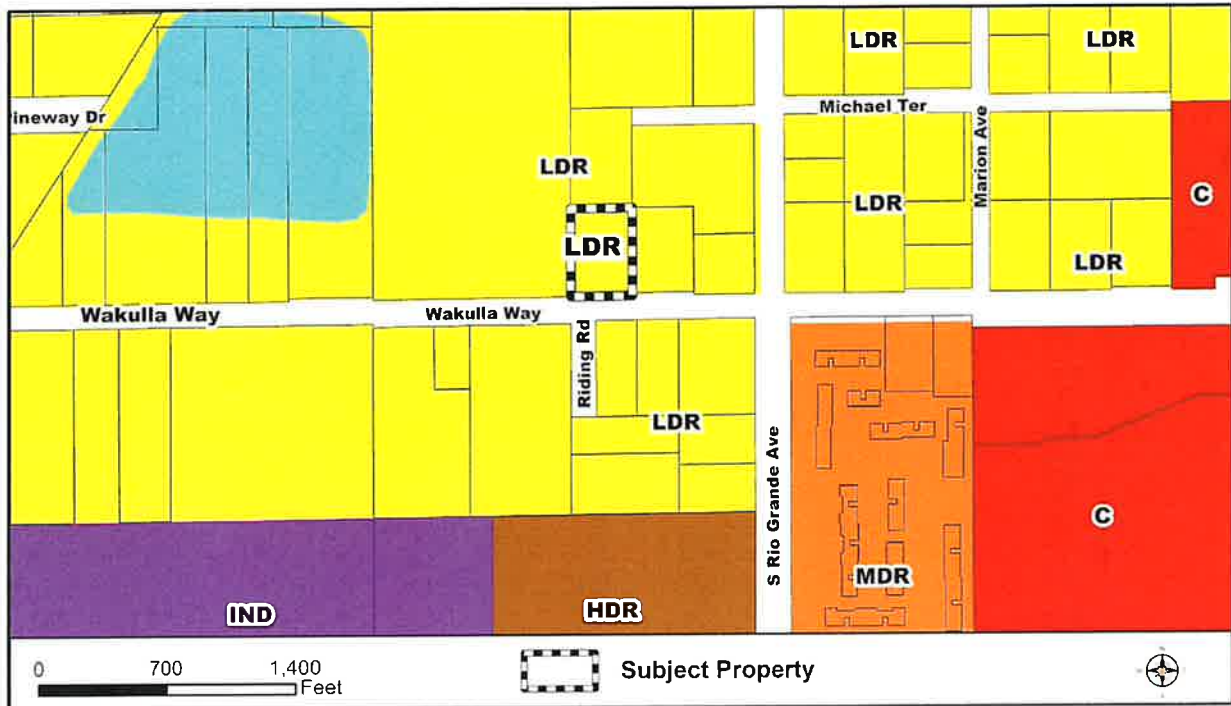 LDR
LDR
ineway Dr
Michael Ter
Marion Ave
LDR
C
LDR
LDR
LDR
Wakulla Way
Wakulla Way
Riding Rd
LDR
S Rio Grande Ave
C
MDR
IND
HDR
0 700 1,400
Feet
Subject Property